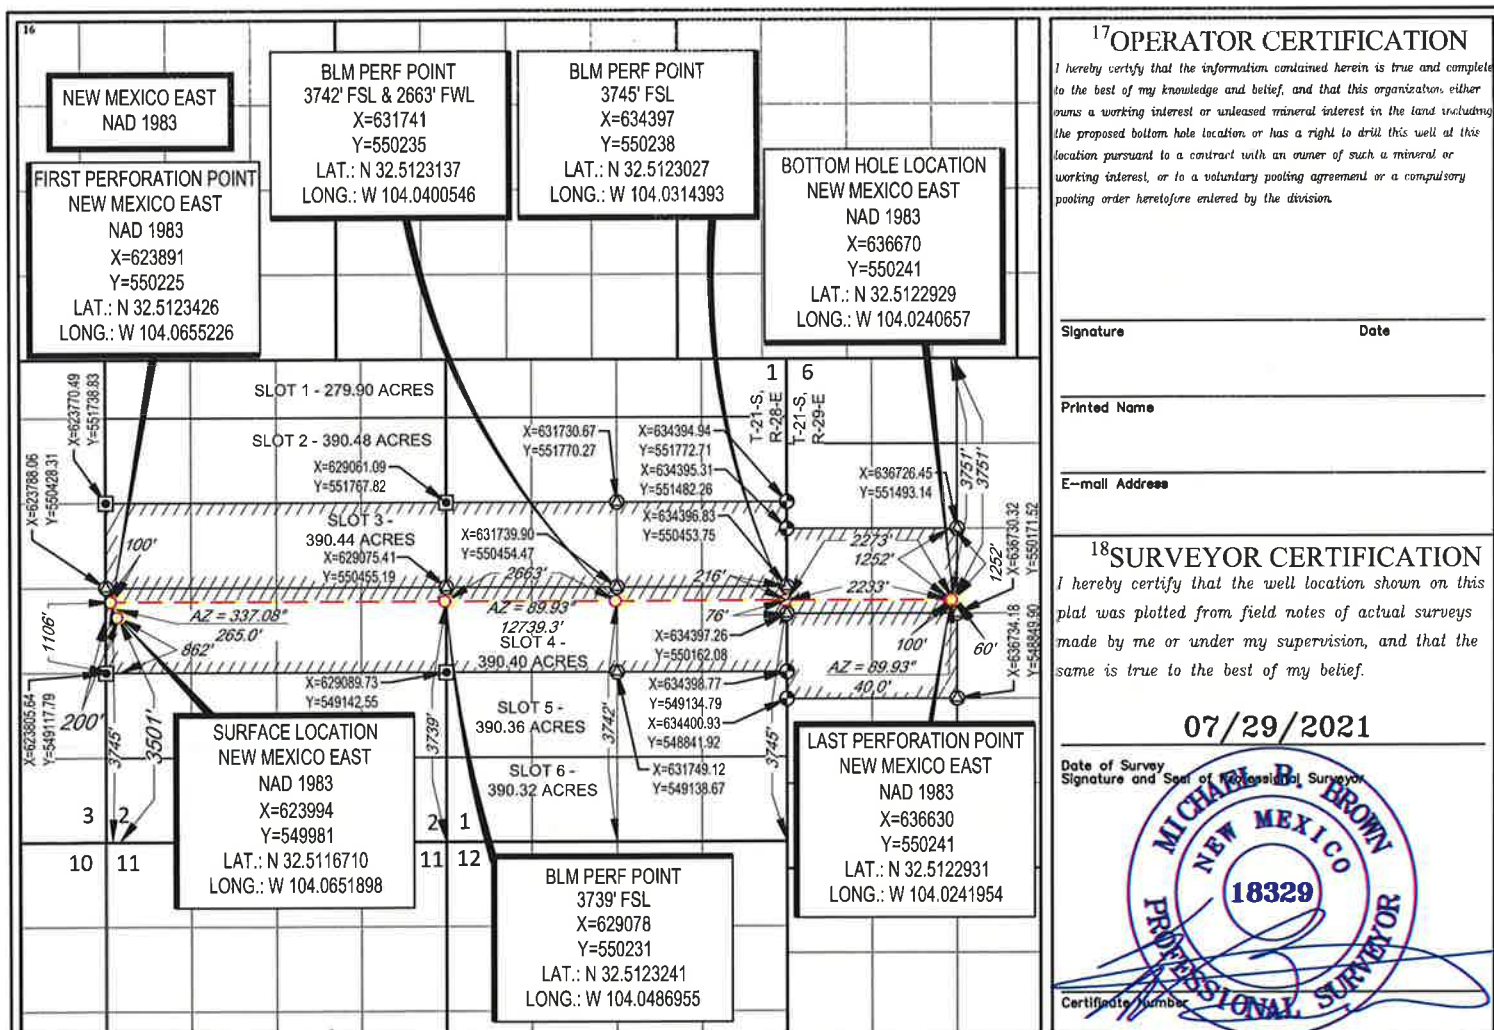 16
NEW MEXICO EAST
NAD 1983
FIRST PERFORATION POINT
NEW MEXICO EAST
NAD 1983
X=623891
Y=550225
LAT.: N 32.5123426
LONG.: W 104.0655226
BLM PERF POINT
3742' FSL & 2663' FWL
X=631741
Y=550235
LAT.: N 32.5123137
LONG.: W 104.0400546
BLM PERF POINT
3745' FSL
X=634397
Y=550238
LAT.: N 32.5123027
LONG.: W 104.0314393
BOTTOM HOLE LOCATION
NEW MEXICO EAST
NAD 1983
X=636670
Y=550241
LAT.: N 32.5122929
LONG.: W 104.0240657
SLOT 1 - 279.90 ACRES
SLOT 2 - 390.48 ACRES
SLOT 3 -
390.44 ACRES
SLOT 4 -
390.40 ACRES
SLOT 5 -
390.36 ACRES
SLOT 6 -
390.32 ACRES
1 6
T-21-S,
R-28-E
T-21-S,
R-29-E
X=623770.49
Y=551738.83
X=623788.06
Y=550428.31
X=623805.64
Y=549117.79
X=629061.09
Y=551767.82
X=629075.41
Y=550455.19
X=629089.73
Y=549142.55
X=631730.67
Y=551770.27
X=631739.90
Y=550454.47
X=631749.12
Y=549138.67
X=634394.94
Y=551772.71
X=634395.31
Y=551482.26
X=634396.83
Y=550453.75
X=634397.26
Y=550162.08
X=634398.77
Y=549134.79
X=634400.93
Y=548841.92
X=636726.45
Y=551493.14
X=636730.32
Y=550171.52
X=636734.18
Y=548849.90
3751'
3751'
1252'
100'
1106'
AZ = 337.08°
265.0'
862'
200'
3745'
3501'
2663'
AZ = 89.93°
12739.3'
216'
76'
2273'
1252'
2233'
100'
60'
AZ = 89.93°
40.0'
3739'
3742'
3745'
3 2
10 11
2 1
11 12
SURFACE LOCATION
NEW MEXICO EAST
NAD 1983
X=623994
Y=549981
LAT.: N 32.5116710
LONG.: W 104.0651898
BLM PERF POINT
3739' FSL
X=629078
Y=550231
LAT.: N 32.5123241
LONG.: W 104.0486955
LAST PERFORATION POINT
NEW MEXICO EAST
NAD 1983
X=636630
Y=550241
LAT.: N 32.5122931
LONG.: W 104.0241954
17OPERATOR CERTIFICATION
I hereby certify that the information contained herein is true and complete
to the best of my knowledge and belief, and that this organization either
owns a working interest or unleased mineral interest in the land including
the proposed bottom hole location or has a right to drill this well at this
location pursuant to a contract with an owner of such a mineral or
working interest, or to a voluntary pooling agreement or a compulsory
pooling order heretofore entered by the division.
Signature Date
Printed Name
E-mail Address
18SURVEYOR CERTIFICATION
I hereby certify that the well location shown on this
plat was plotted from field notes of actual surveys
made by me or under my supervision, and that the
same is true to the best of my belief.
07/29/2021
Date of Survey
Signature and Seal of Professional Surveyor
MICHAEL B. BROWN
NEW MEXICO
18329
PROFESSIONAL SURVEYOR
Certificate Number